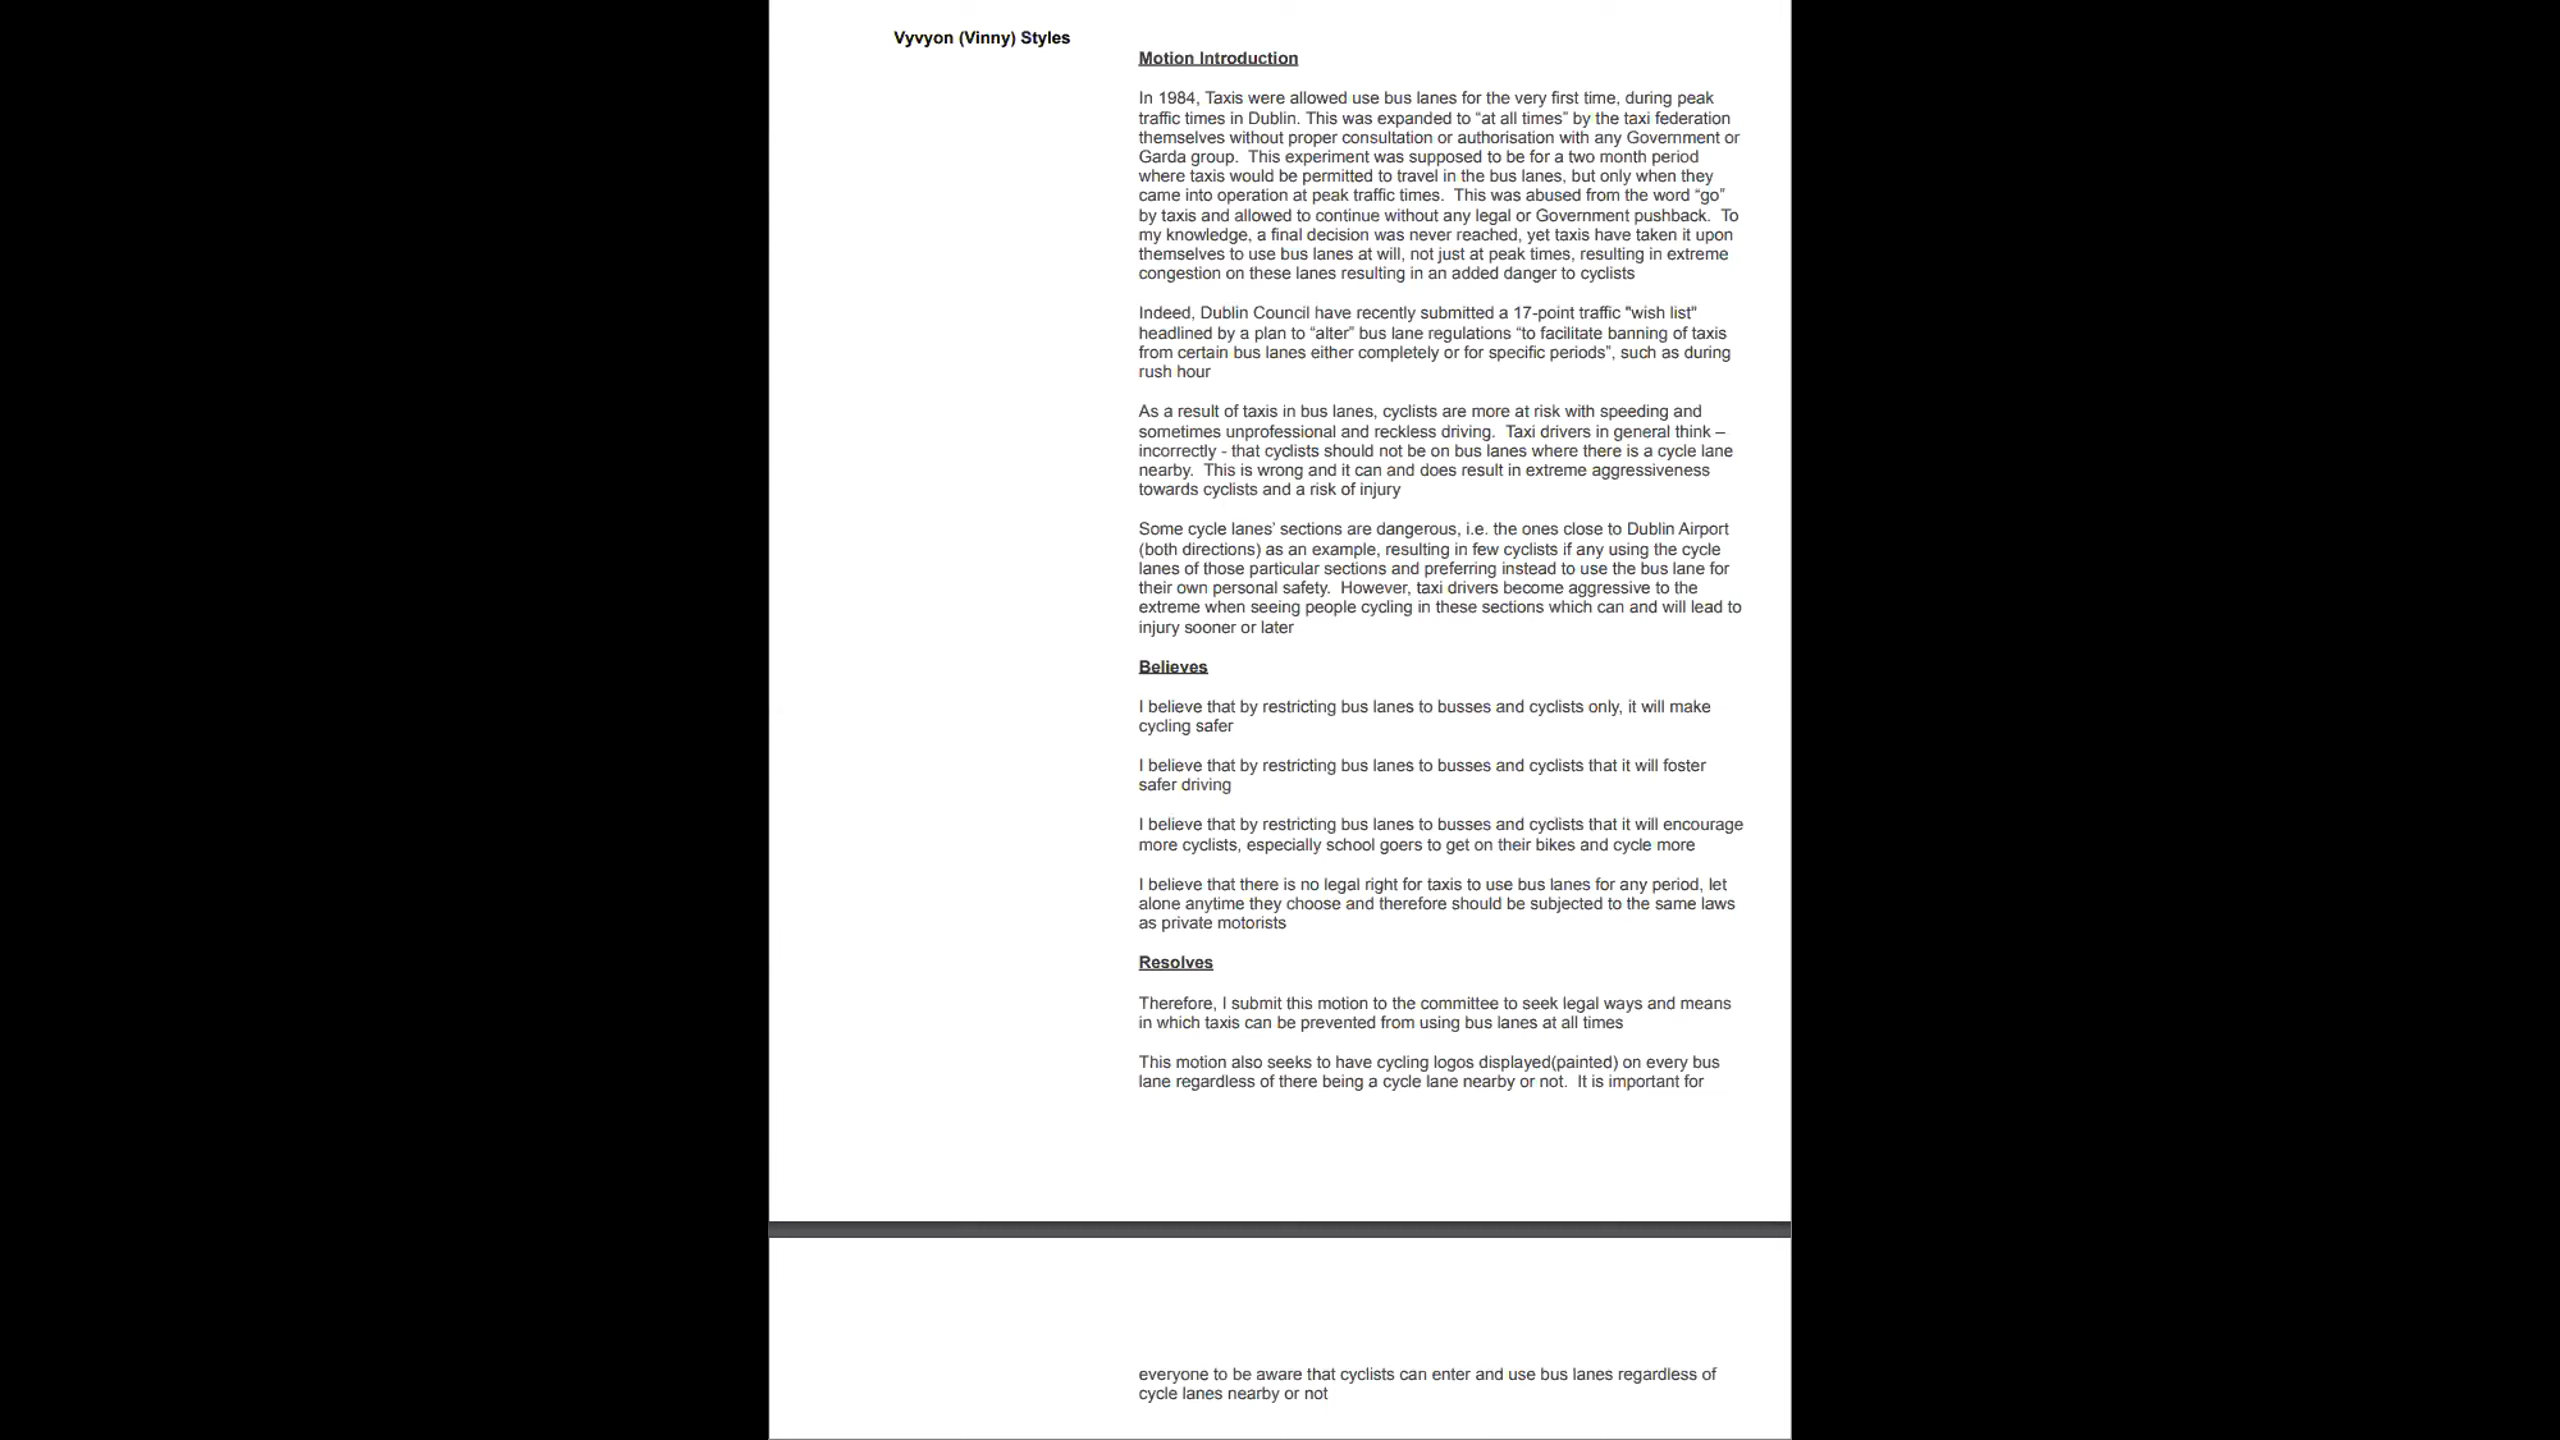 Vyvyon (Vinny) Styles
Motion Introduction
In 1984, Taxis were allowed use bus lanes for the very first time, during peak
traffic times in Dublin. This was expanded to “at all times” by the taxi federation
themselves without proper consultation or authorisation with any Government or
Garda group.  This experiment was supposed to be for a two month period
where taxis would be permitted to travel in the bus lanes, but only when they
came into operation at peak traffic times.  This was abused from the word “go”
by taxis and allowed to continue without any legal or Government pushback.  To
my knowledge, a final decision was never reached, yet taxis have taken it upon
themselves to use bus lanes at will, not just at peak times, resulting in extreme
congestion on these lanes resulting in an added danger to cyclists
Indeed, Dublin Council have recently submitted a 17-point traffic "wish list"
headlined by a plan to “alter” bus lane regulations “to facilitate banning of taxis
from certain bus lanes either completely or for specific periods”, such as during
rush hour
As a result of taxis in bus lanes, cyclists are more at risk with speeding and
sometimes unprofessional and reckless driving.  Taxi drivers in general think –
incorrectly - that cyclists should not be on bus lanes where there is a cycle lane
nearby.  This is wrong and it can and does result in extreme aggressiveness
towards cyclists and a risk of injury
Some cycle lanes’ sections are dangerous, i.e. the ones close to Dublin Airport
(both directions) as an example, resulting in few cyclists if any using the cycle
lanes of those particular sections and preferring instead to use the bus lane for
their own personal safety.  However, taxi drivers become aggressive to the
extreme when seeing people cycling in these sections which can and will lead to
injury sooner or later
Believes
I believe that by restricting bus lanes to busses and cyclists only, it will make
cycling safer
I believe that by restricting bus lanes to busses and cyclists that it will foster
safer driving
I believe that by restricting bus lanes to busses and cyclists that it will encourage
more cyclists, especially school goers to get on their bikes and cycle more
I believe that there is no legal right for taxis to use bus lanes for any period, let
alone anytime they choose and therefore should be subjected to the same laws
as private motorists
Resolves
Therefore, I submit this motion to the committee to seek legal ways and means
in which taxis can be prevented from using bus lanes at all times
This motion also seeks to have cycling logos displayed(painted) on every bus
lane regardless of there being a cycle lane nearby or not.  It is important for
everyone to be aware that cyclists can enter and use bus lanes regardless of
cycle lanes nearby or not